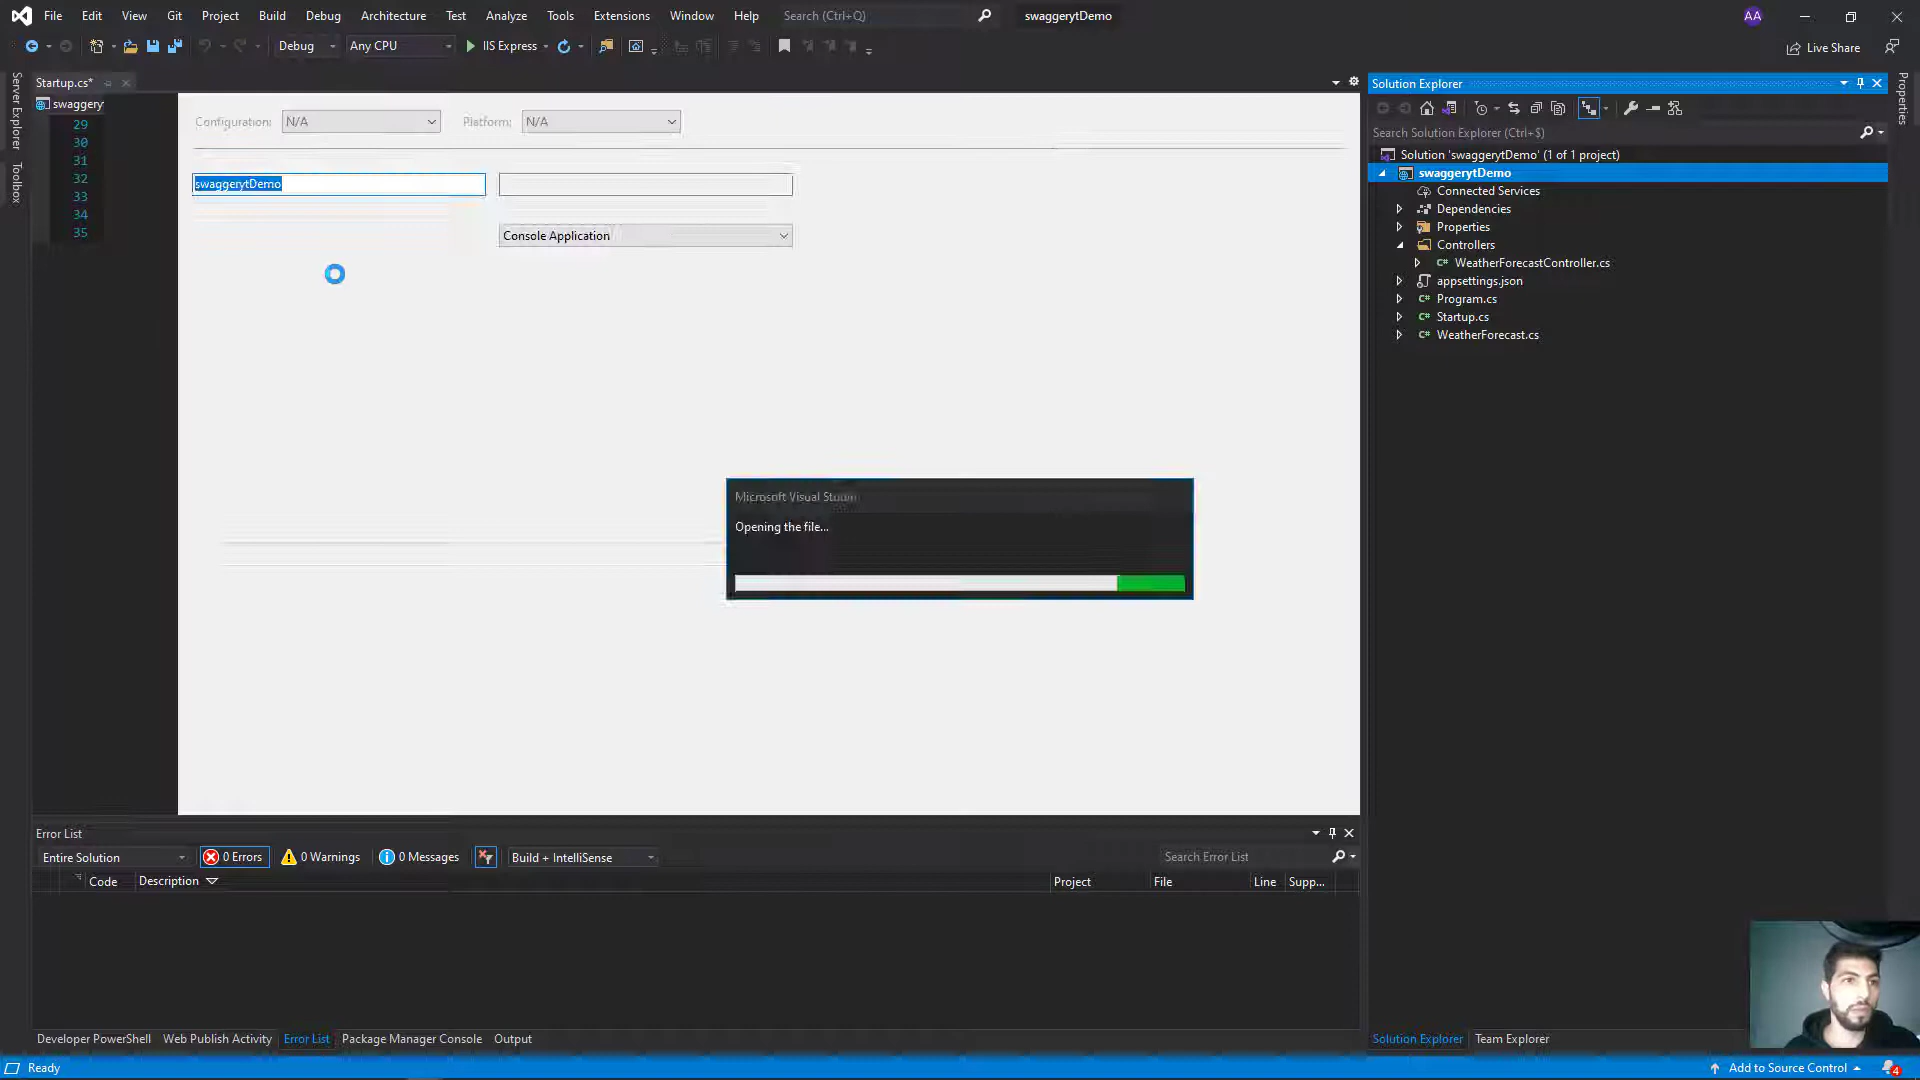 File Edit View Git Project Build Debug Architecture Test Analyze Tools Extensions Window Help Search (Ctrl+Q) swaggerytDemo AA
Debug Any CPU IIS Express Live Share
Server Explorer
Toolbox
Startup.cs*
swaggery
29
30
31
32
33
34
35
Configuration: N/A Platform: N/A
swaggerytDemo
Console Application
Microsoft Visual Studio
Opening the file...
Solution Explorer
Search Solution Explorer (Ctrl+$)
Solution 'swaggerytDemo' (1 of 1 project)
swaggerytDemo
Connected Services
Dependencies
Properties
Controllers
C# WeatherForecastController.cs
appsettings.json
C# Program.cs
C# Startup.cs
C# WeatherForecast.cs
Properties
Error List
Entire Solution 0 Errors 0 Warnings 0 Messages Build + IntelliSense Search Error List
Code Description Project File Line Supp...
Developer PowerShell Web Publish Activity Error List Package Manager Console Output
Solution Explorer Team Explorer
Ready Add to Source Control 4